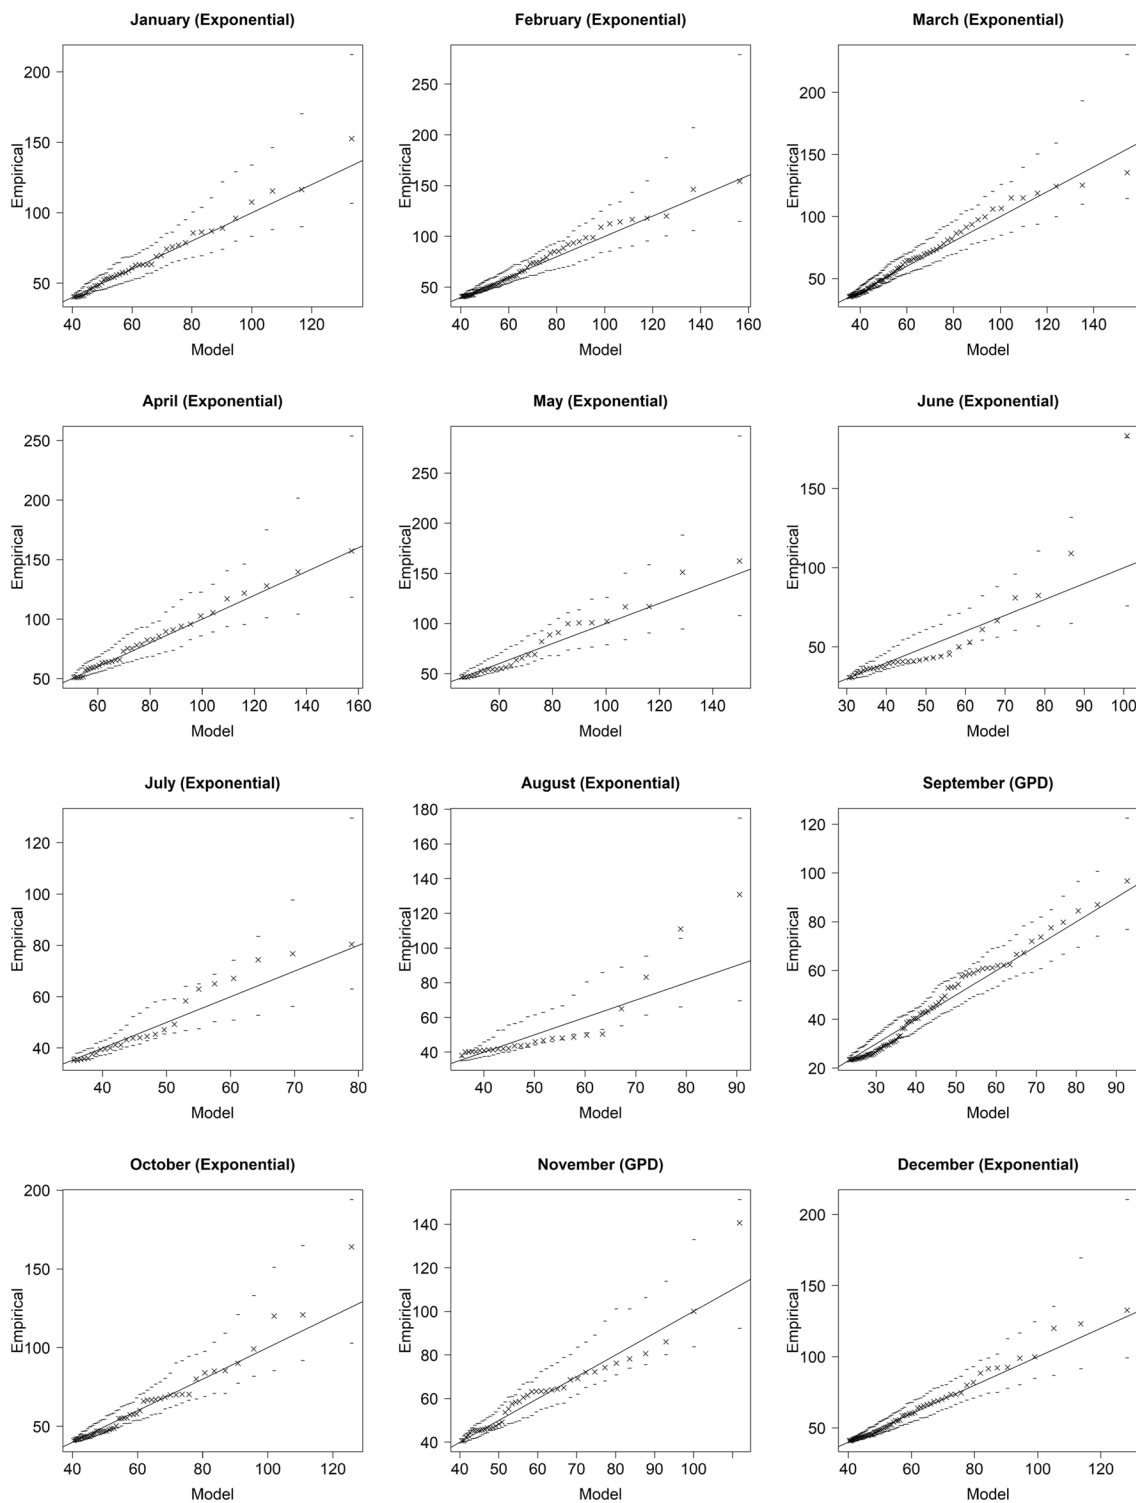 January (Exponential)
February (Exponential)
March (Exponential)
200
150
100
50
Empirical
40 60 80 100 120
Model
250
200
150
100
50
Empirical
40 60 80 100 120 140 160
Model
200
150
100
50
Empirical
40 60 80 100 120 140
Model
April (Exponential)
May (Exponential)
June (Exponential)
250
200
150
100
50
Empirical
60 80 100 120 140 160
Model
250
200
150
100
50
Empirical
60 80 100 120 140
Model
150
100
50
Empirical
30 40 50 60 70 80 90 100
Model
July (Exponential)
August (Exponential)
September (GPD)
120
100
80
60
40
Empirical
40 50 60 70 80
Model
180
160
140
120
100
80
60
40
Empirical
40 50 60 70 80 90
Model
120
100
80
60
40
20
Empirical
30 40 50 60 70 80 90
Model
October (Exponential)
November (GPD)
December (Exponential)
200
150
100
50
Empirical
40 60 80 100 120
Model
140
120
100
80
60
40
Empirical
40 50 60 70 80 90 100
Model
200
150
100
50
Empirical
40 60 80 100 120
Model